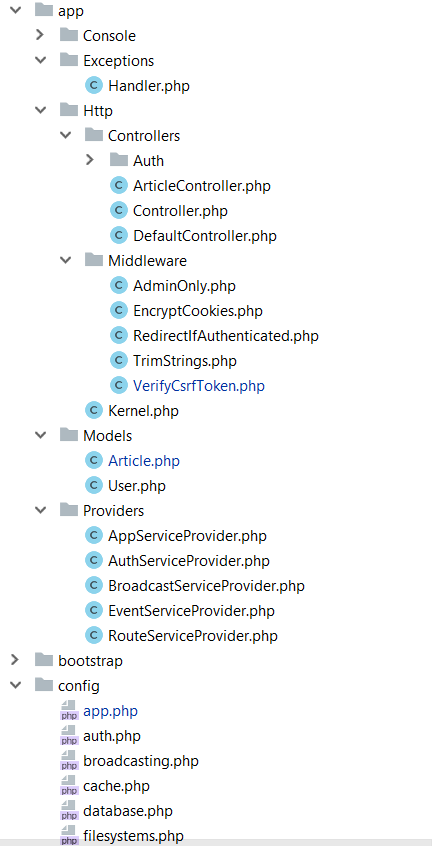 app
Console
Exceptions
C Handler.php
Http
Controllers
Auth
C ArticleController.php
C Controller.php
C DefaultController.php
Middleware
C AdminOnly.php
C EncryptCookies.php
C RedirectIfAuthenticated.php
C TrimStrings.php
C VerifyCsrfToken.php
C Kernel.php
Models
C Article.php
C User.php
Providers
C AppServiceProvider.php
C AuthServiceProvider.php
C BroadcastServiceProvider.php
C EventServiceProvider.php
C RouteServiceProvider.php
bootstrap
config
php app.php
php auth.php
php broadcasting.php
php cache.php
php database.php
php filesystems.php